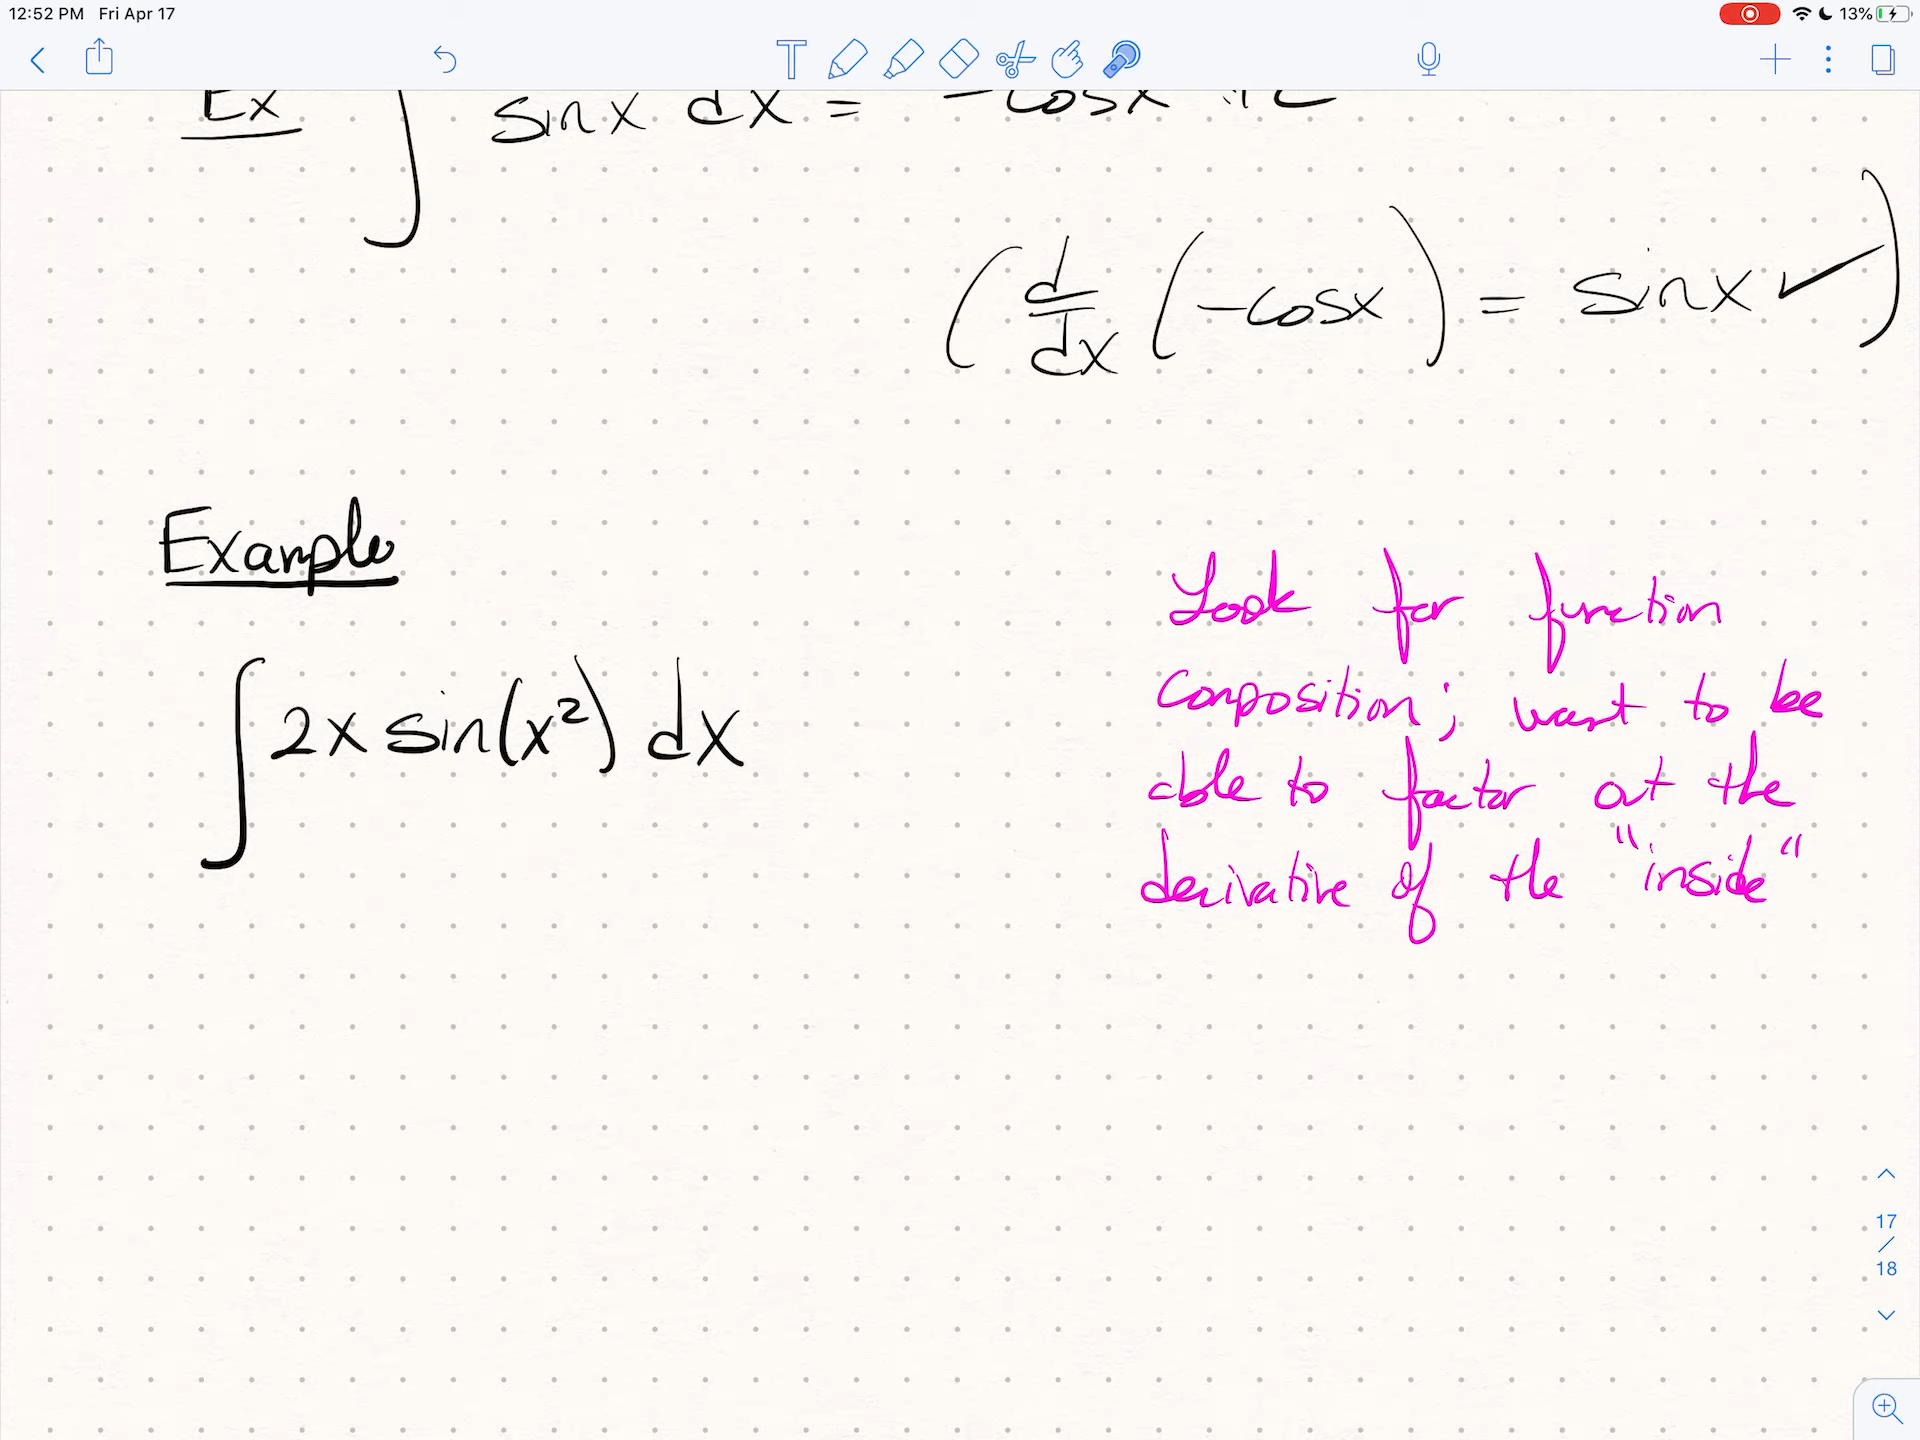 12:52 PM Fri Apr 17
13%
T
Ex ∫ sinx dx = -cosx + C
(d/dx (-cosx) = sinx ✓)
Example
∫ 2x sin(x²) dx
Look for function
composition; want to be
able to factor out the
derivative of the "inside"
17
/
18